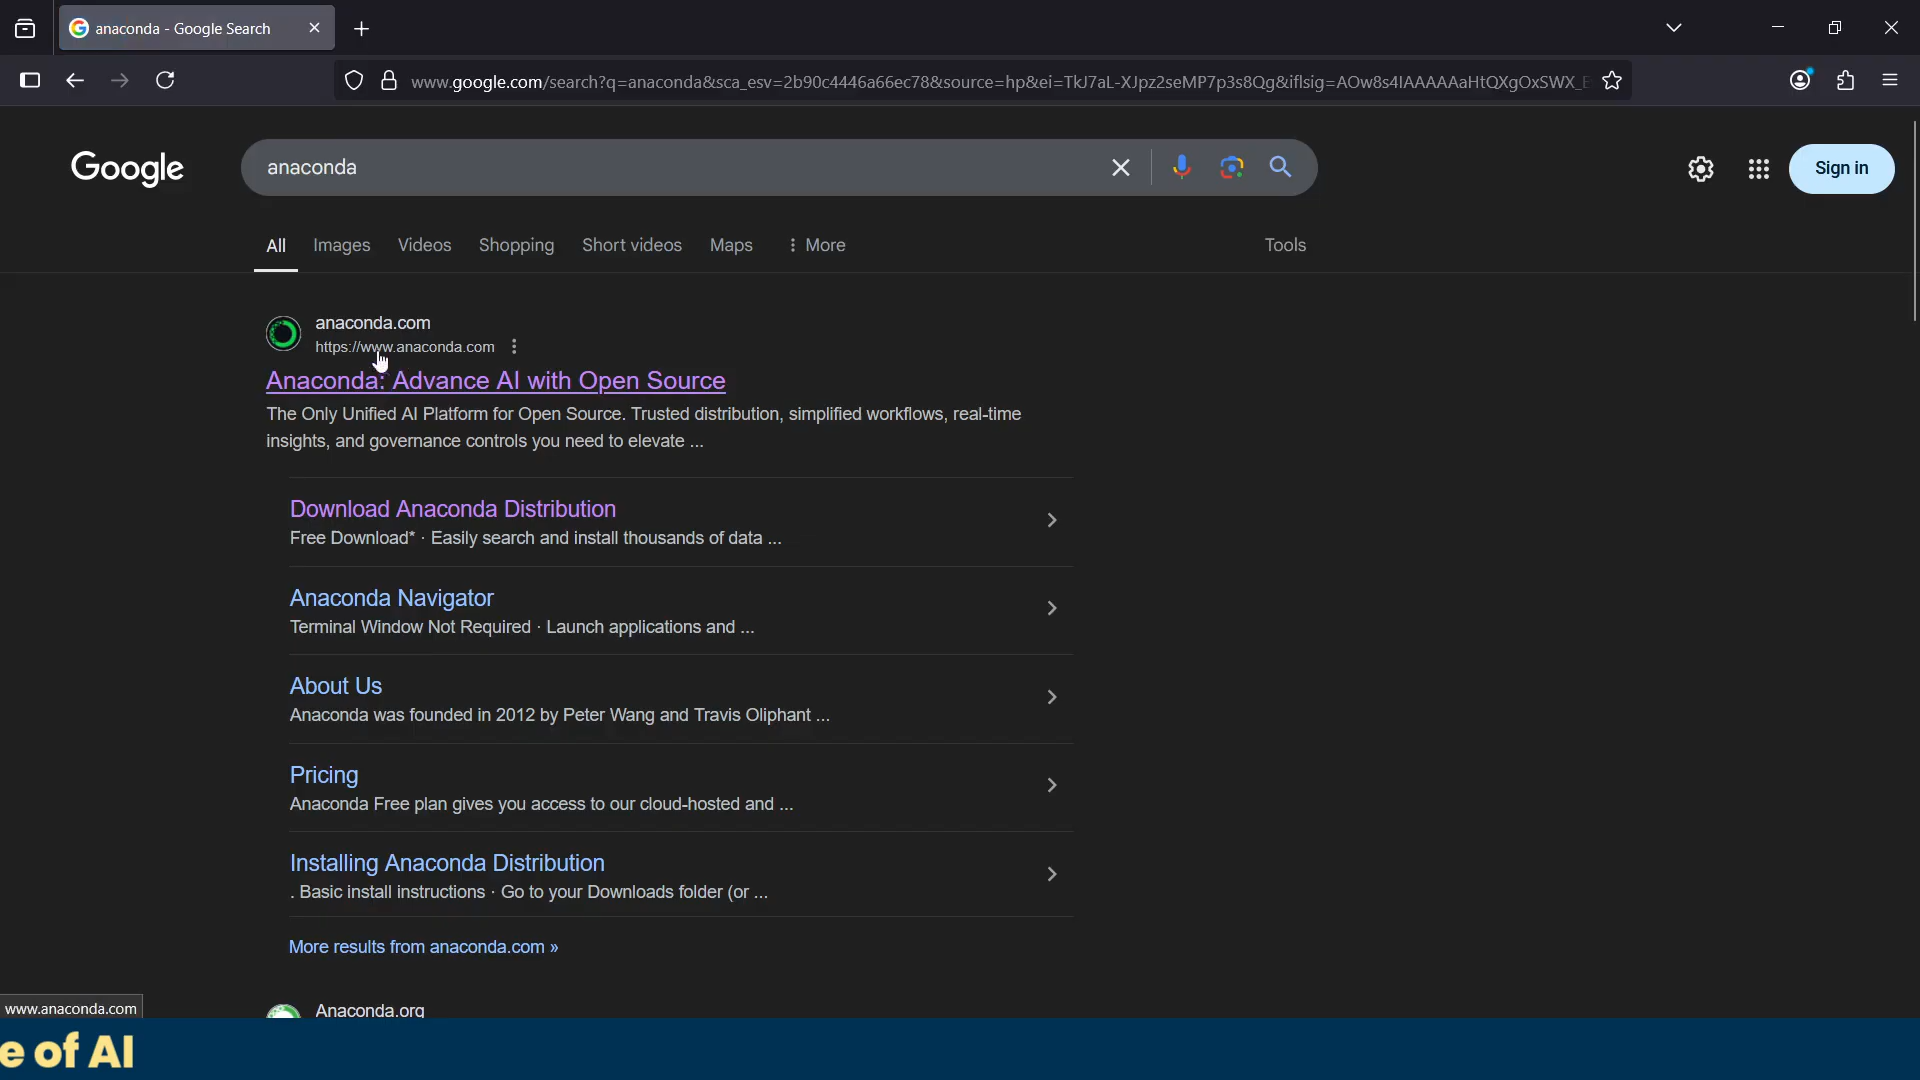 anaconda - Google Search
www.google.com/search?q=anaconda&sca_esv=2b90c4446a66ec78&source=hp&ei=TkJ7aL-XJpz2seMP7p3s8Qg&iflsig=AOw8s4IAAAAAaHtQXgOxSWX_E
Google
anaconda
Sign in
All Images Videos Shopping Short videos Maps More Tools
anaconda.com
https://www.anaconda.com
Anaconda: Advance AI with Open Source
The Only Unified AI Platform for Open Source. Trusted distribution, simplified workflows, real-time
insights, and governance controls you need to elevate ...
Download Anaconda Distribution
Free Download* · Easily search and install thousands of data ...
Anaconda Navigator
Terminal Window Not Required · Launch applications and ...
About Us
Anaconda was founded in 2012 by Peter Wang and Travis Oliphant ...
Pricing
Anaconda Free plan gives you access to our cloud-hosted and ...
Installing Anaconda Distribution
. Basic install instructions · Go to your Downloads folder (or ...
More results from anaconda.com »
Anaconda.org
www.anaconda.com
e of AI